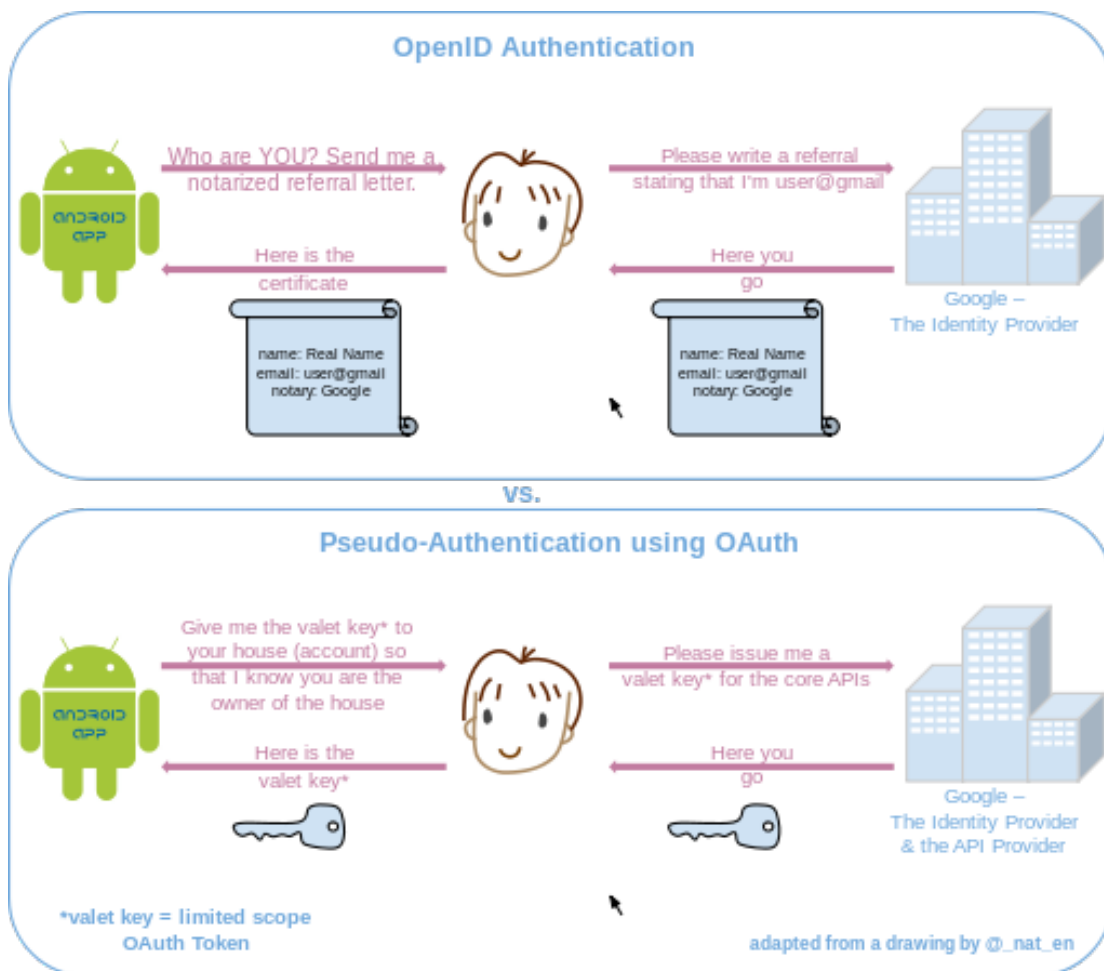 OpenID Authentication
Who are YOU? Send me a
notarized referral letter.
Please write a referral
stating that I'm user@gmail
ANDROID
APP
Here is the
certificate
Here you
go
Google –
The Identity Provider
name: Real Name
email: user@gmail
notary: Google
name: Real Name
email: user@gmail
notary: Google
vs.
Pseudo-Authentication using OAuth
Give me the valet key* to
your house (account) so
that I know you are the
owner of the house
Please issue me a
valet key* for the core APIs
ANDROID
APP
Here is the
valet key*
Here you
go
Google –
The Identity Provider
& the API Provider
*valet key = limited scope
OAuth Token
adapted from a drawing by @_nat_en